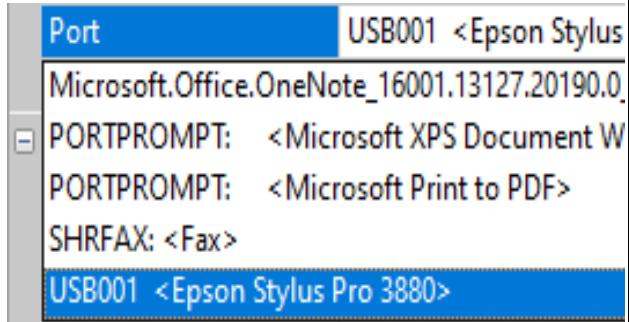 Port USB001 <Epson Stylus
Microsoft.Office.OneNote_16001.13127.20190.0_
PORTPROMPT: <Microsoft XPS Document W
PORTPROMPT: <Microsoft Print to PDF>
SHRFAX: <Fax>
USB001 <Epson Stylus Pro 3880>